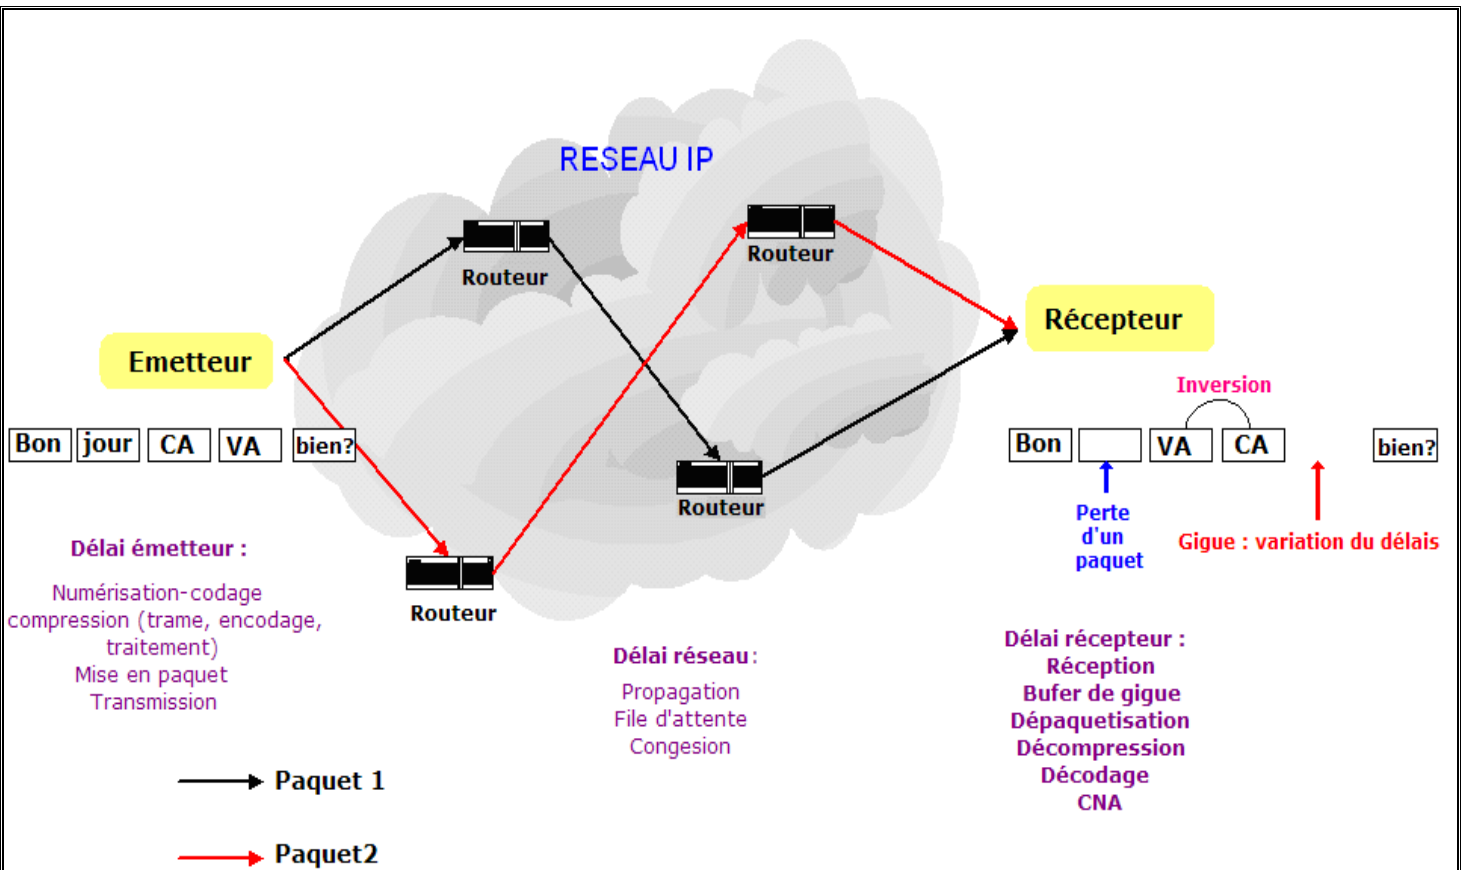 RESEAU IP
Routeur
Routeur
Emetteur
Récepteur
Inversion
Bon jour CA VA bien?
Bon VA CA bien?
Routeur
Perte
d'un
paquet
Gigue : variation du délais
Routeur
Délai émetteur :
Numérisation-codage
compression (trame, encodage,
traitement)
Mise en paquet
Transmission
Délai réseau:
Propagation
File d'attente
Congesion
Délai récepteur :
Réception
Bufer de gigue
Dépaquetisation
Décompression
Décodage
CNA
Paquet 1
Paquet2